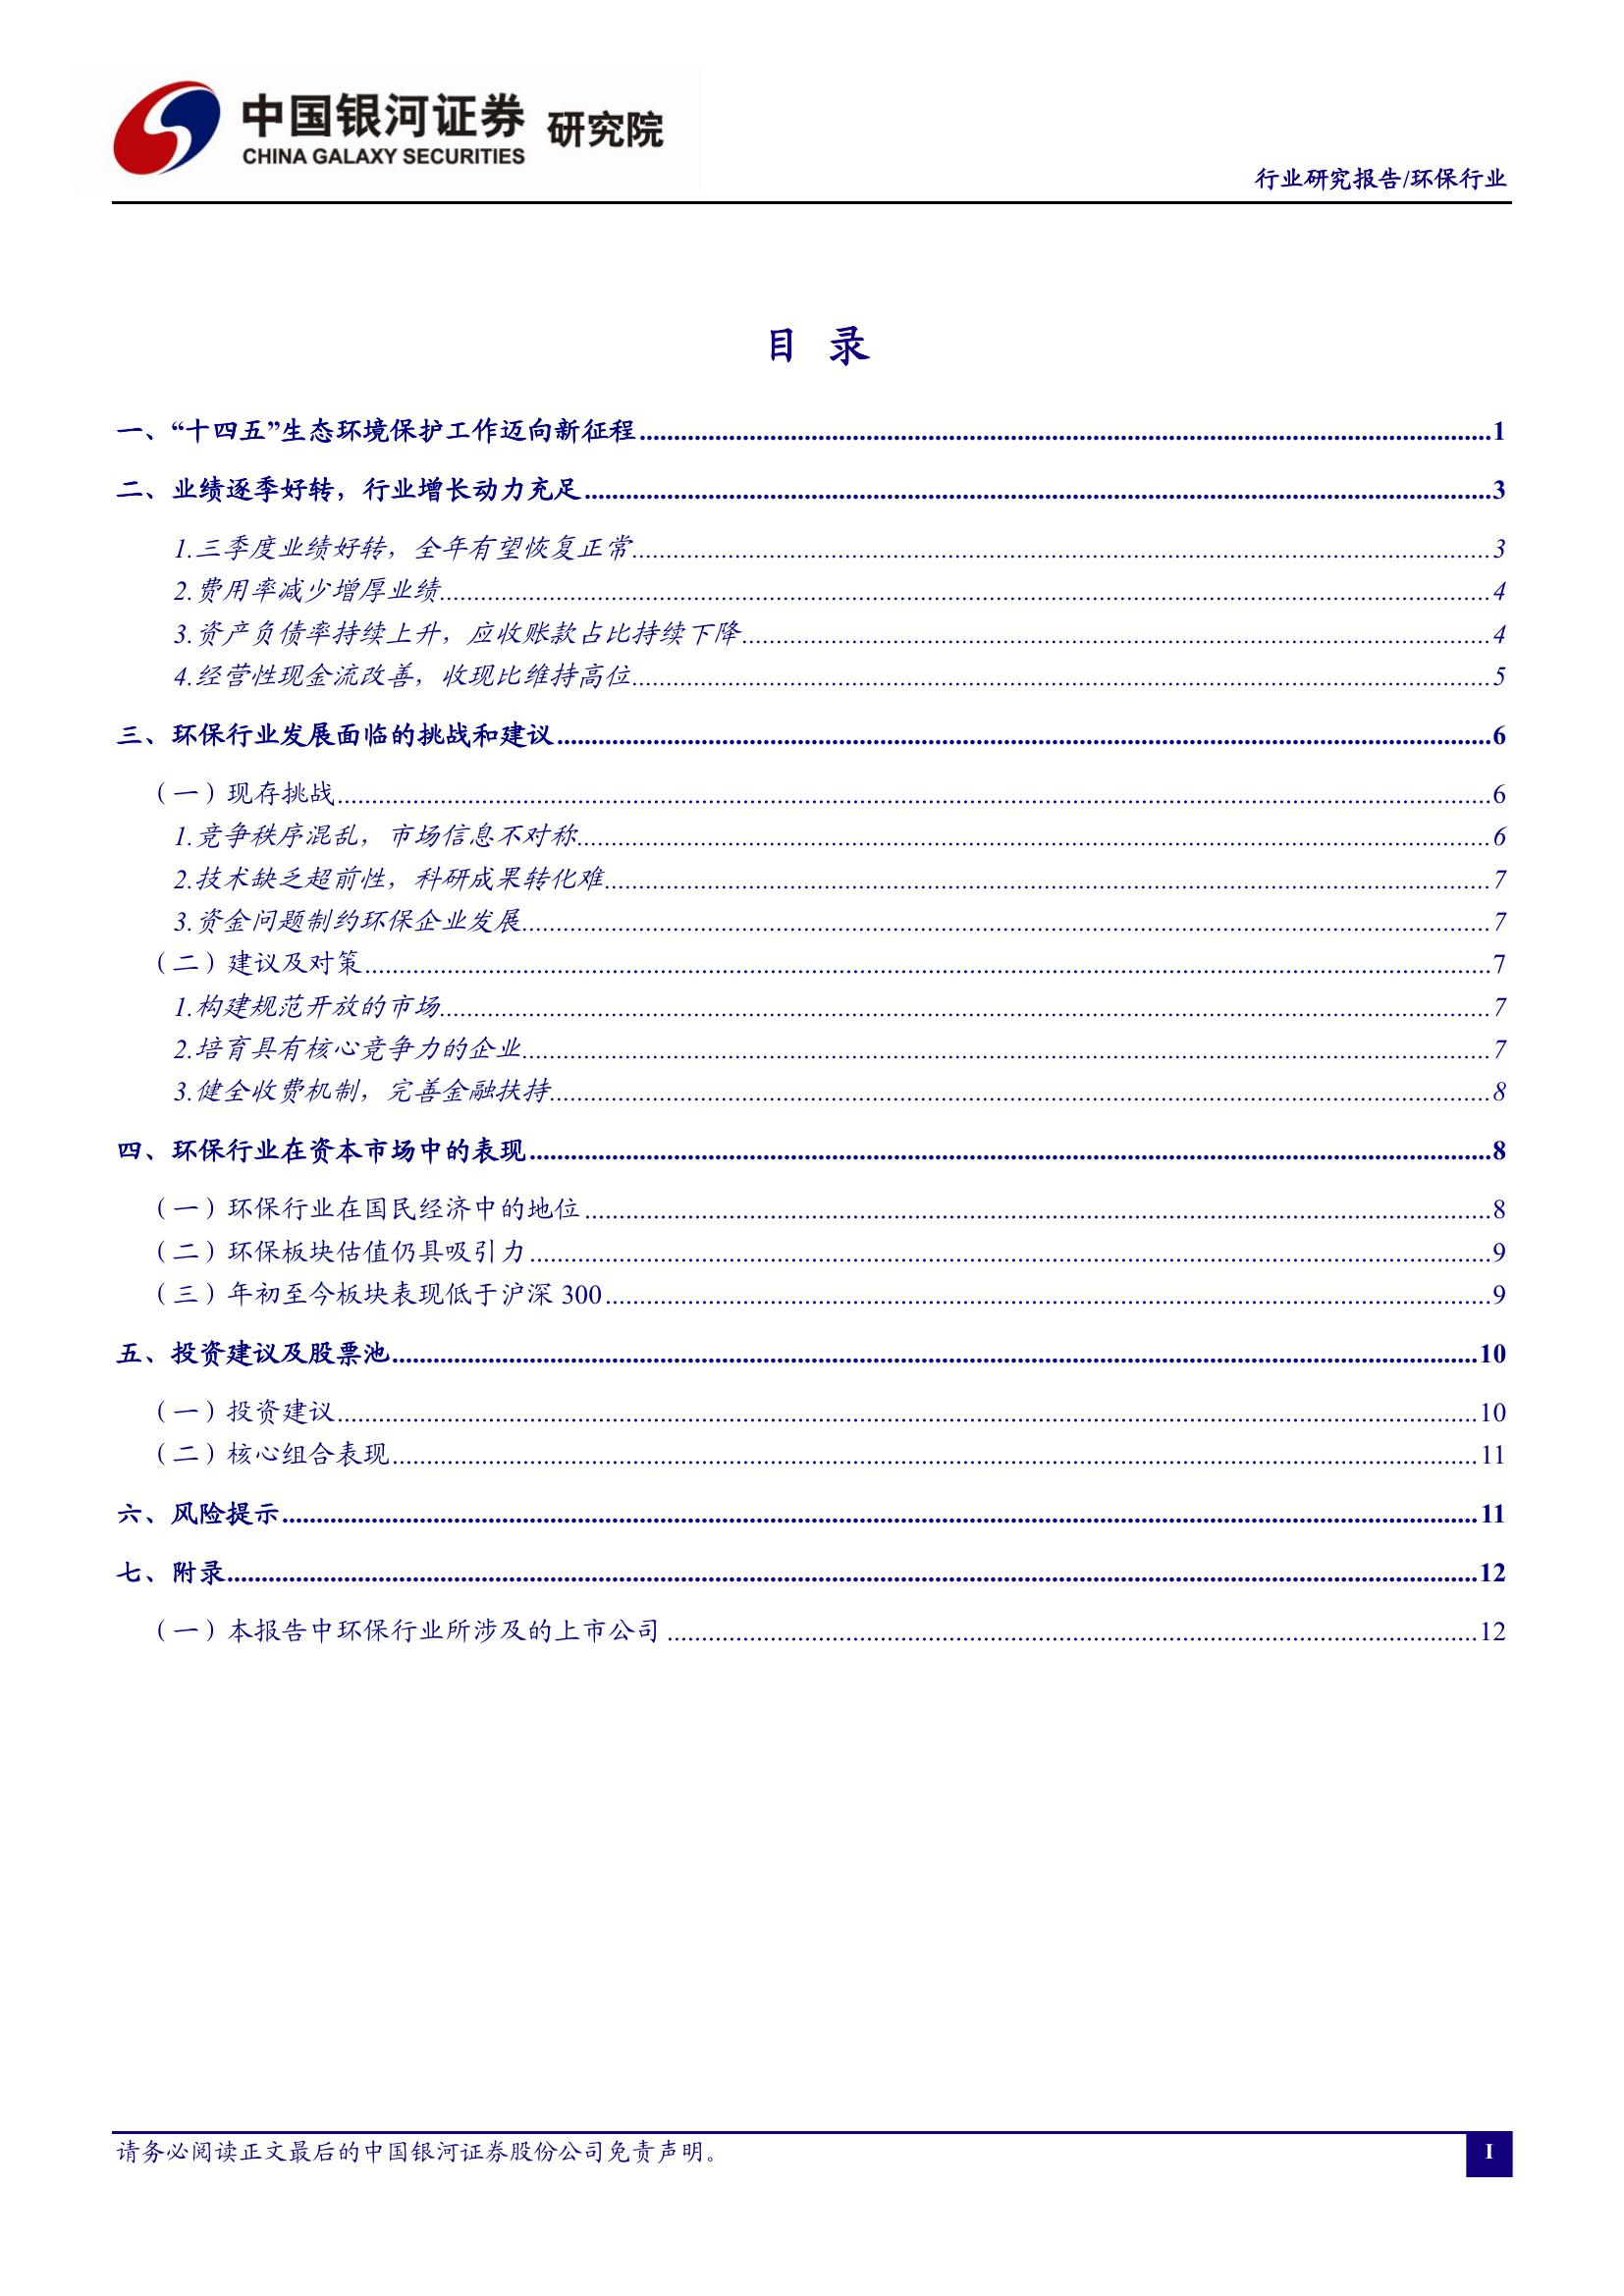 中国银河证券 研究院
CHINA GALAXY SECURITIES
行业研究报告/环保行业
目 录
一、“十四五”生态环境保护工作迈向新征程 1
二、业绩逐季好转，行业增长动力充足 3
1.三季度业绩好转，全年有望恢复正常 3
2.费用率减少增厚业绩 4
3.资产负债率持续上升，应收账款占比持续下降 4
4.经营性现金流改善，收现比维持高位 5
三、环保行业发展面临的挑战和建议 6
（一）现存挑战 6
1.竞争秩序混乱，市场信息不对称 6
2.技术缺乏超前性，科研成果转化难 7
3.资金问题制约环保企业发展 7
（二）建议及对策 7
1.构建规范开放的市场 7
2.培育具有核心竞争力的企业 7
3.健全收费机制，完善金融扶持 8
四、环保行业在资本市场中的表现 8
（一）环保行业在国民经济中的地位 8
（二）环保板块估值仍具吸引力 9
（三）年初至今板块表现低于沪深 300 9
五、投资建议及股票池 10
（一）投资建议 10
（二）核心组合表现 11
六、风险提示 11
七、附录 12
（一）本报告中环保行业所涉及的上市公司 12
请务必阅读正文最后的中国银河证券股份公司免责声明。
I